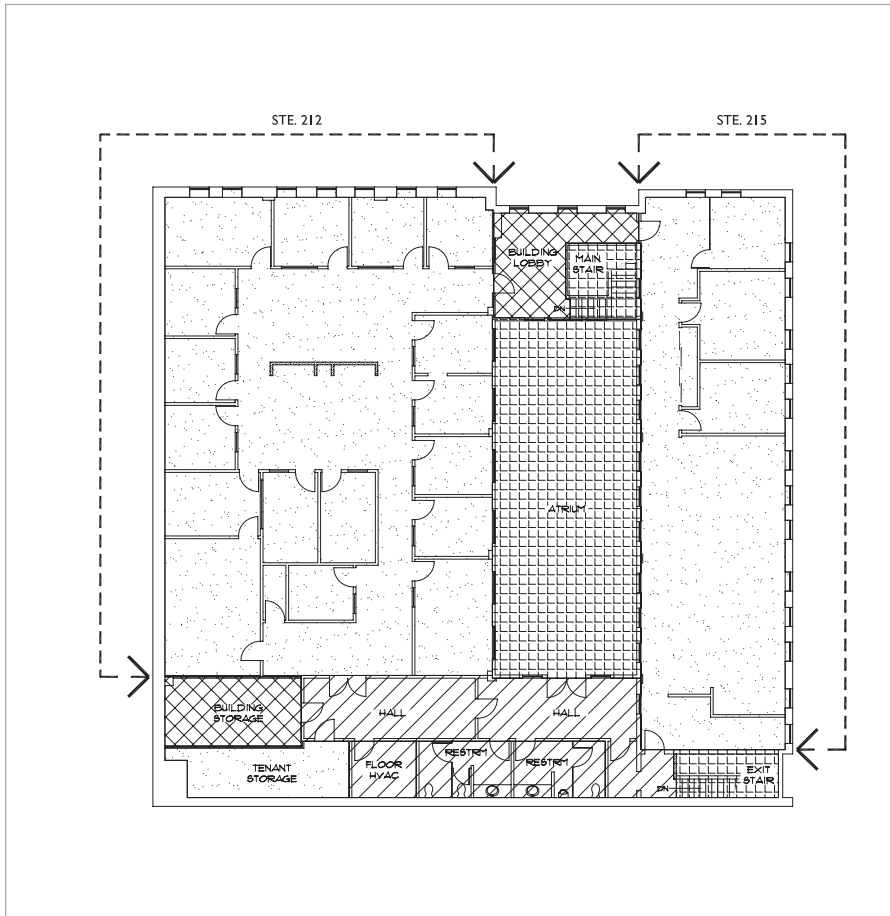 STE. 212
STE. 215
BUILDING
LOBBY
MAIN
STAIR
DN
ATRIUM
BUILDING
STORAGE
HALL
HALL
TENANT
STORAGE
FLOOR
HVAC
RESTRM
RESTRM
EXIT
STAIR
DN